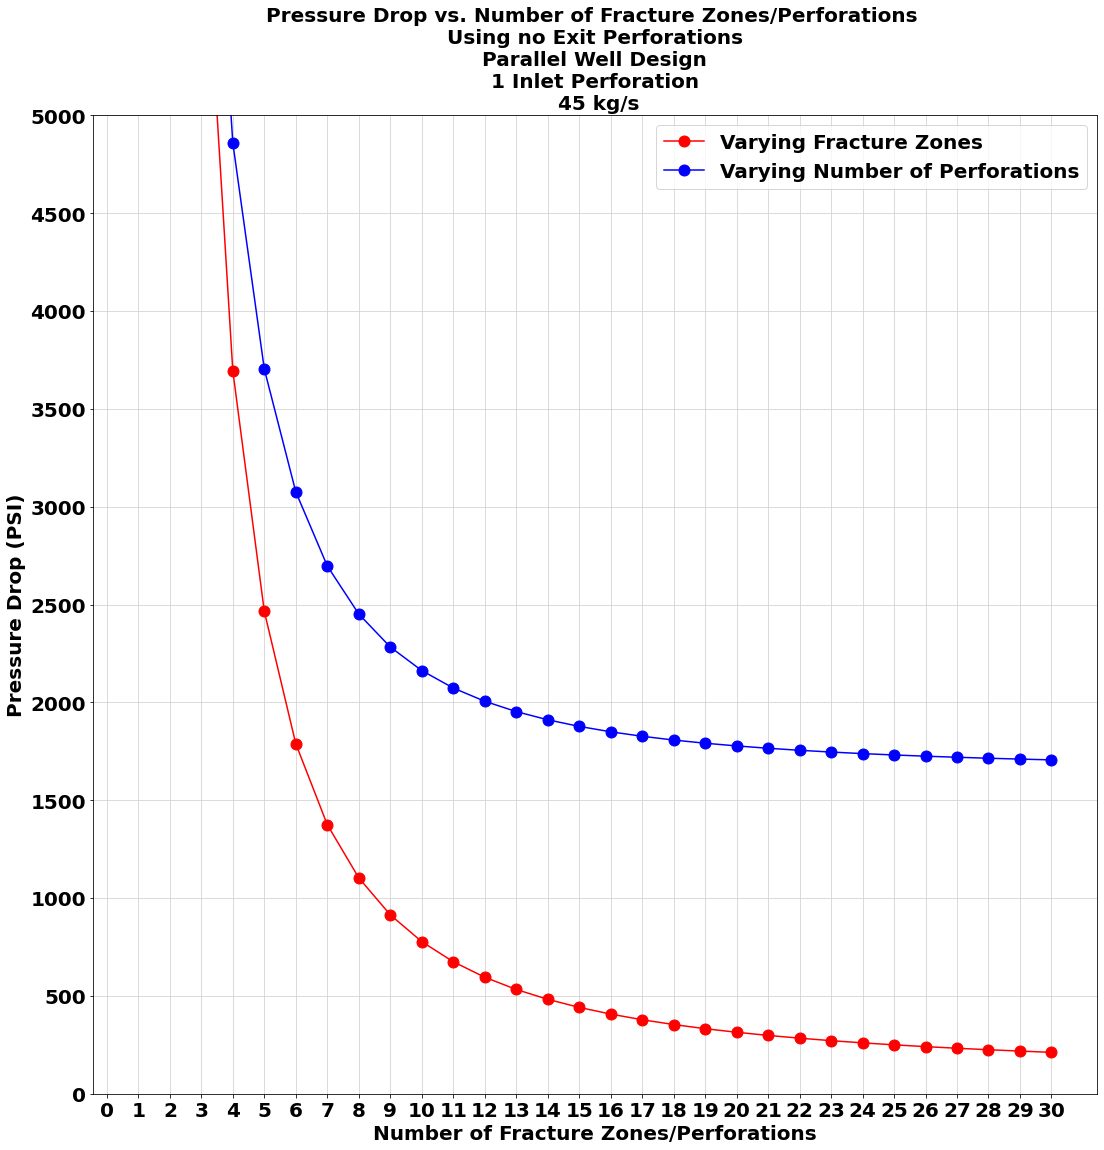 Pressure Drop vs. Number of Fracture Zones/Perforations
Using no Exit Perforations
Parallel Well Design
1 Inlet Perforation
45 kg/s
Varying Fracture Zones
Varying Number of Perforations
Pressure Drop (PSI)
5000
4500
4000
3500
3000
2500
2000
1500
1000
500
0
0 1 2 3 4 5 6 7 8 9 10 11 12 13 14 15 16 17 18 19 20 21 22 23 24 25 26 27 28 29 30
Number of Fracture Zones/Perforations